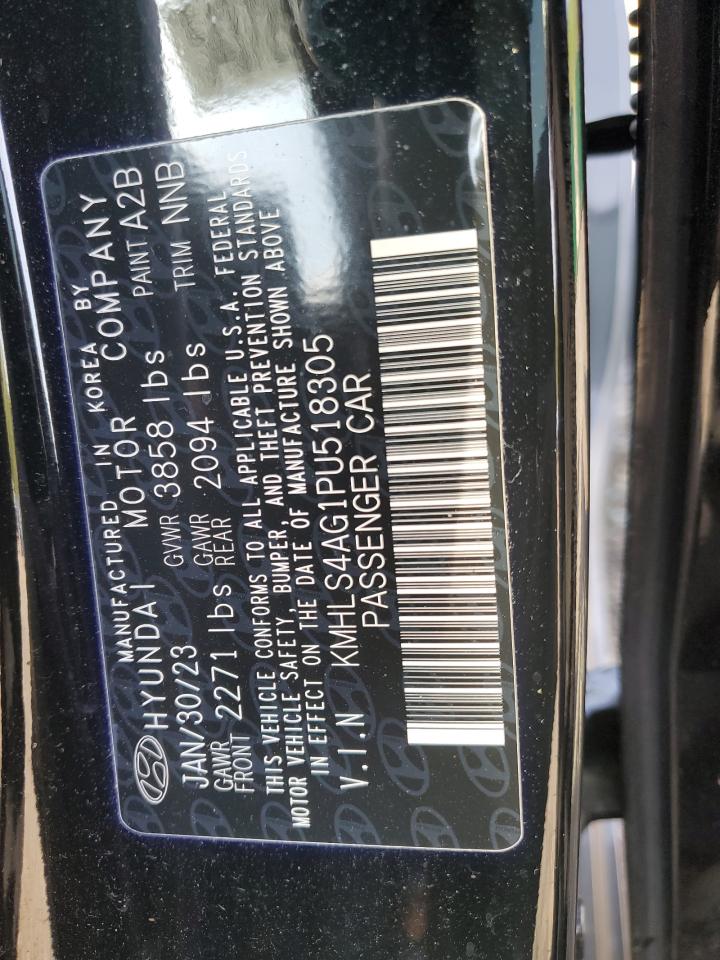 MANUFACTURED IN KOREA BY
HYUNDAI MOTOR COMPANY
JAN/30/23 GVWR 3858 lbs PAINT A2B
GAWR FRONT 2271 lbs GAWR REAR 2094 lbs TRIM NNB
THIS VEHICLE CONFORMS TO ALL APPLICABLE U.S.A. FEDERAL
MOTOR VEHICLE SAFETY, BUMPER, AND THEFT PREVENTION STANDARDS
IN EFFECT ON THE DATE OF MANUFACTURE SHOWN ABOVE
V.I.N KMHLS4AG1PU518305
PASSENGER CAR